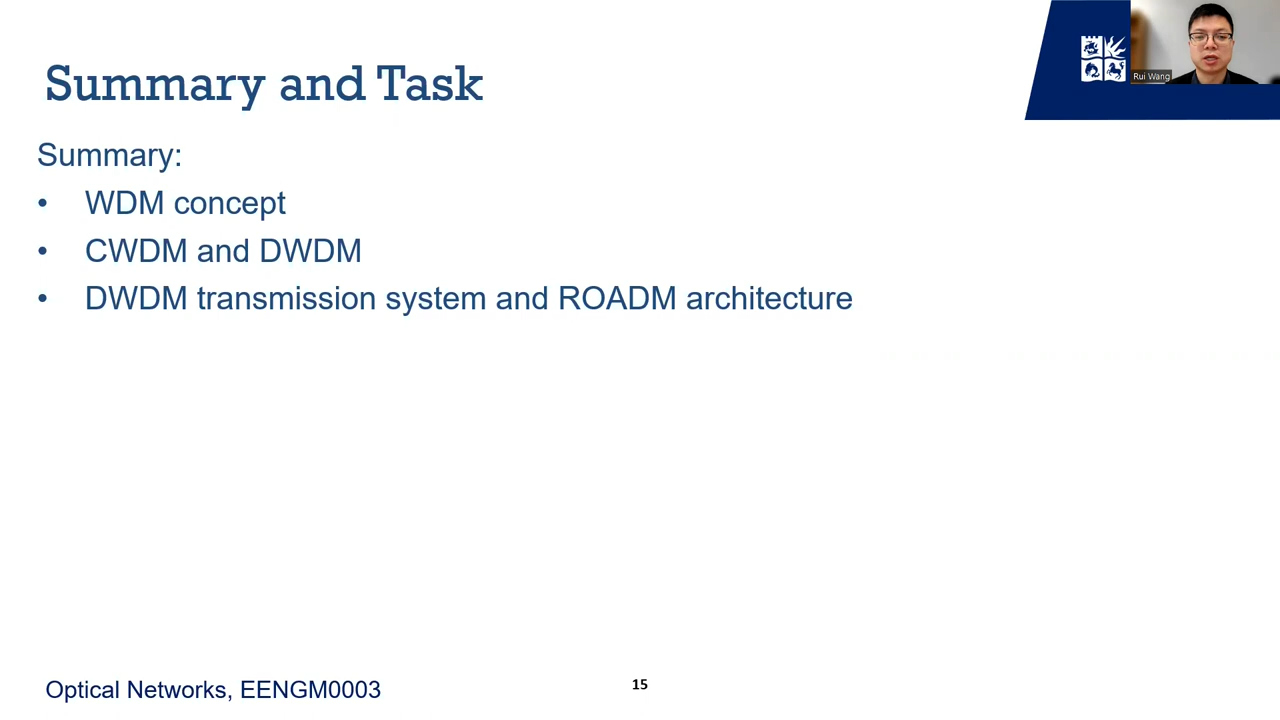 Summary and Task
Rui Wang
Summary:
• WDM concept
• CWDM and DWDM
• DWDM transmission system and ROADM architecture
Optical Networks, EENGM0003
15